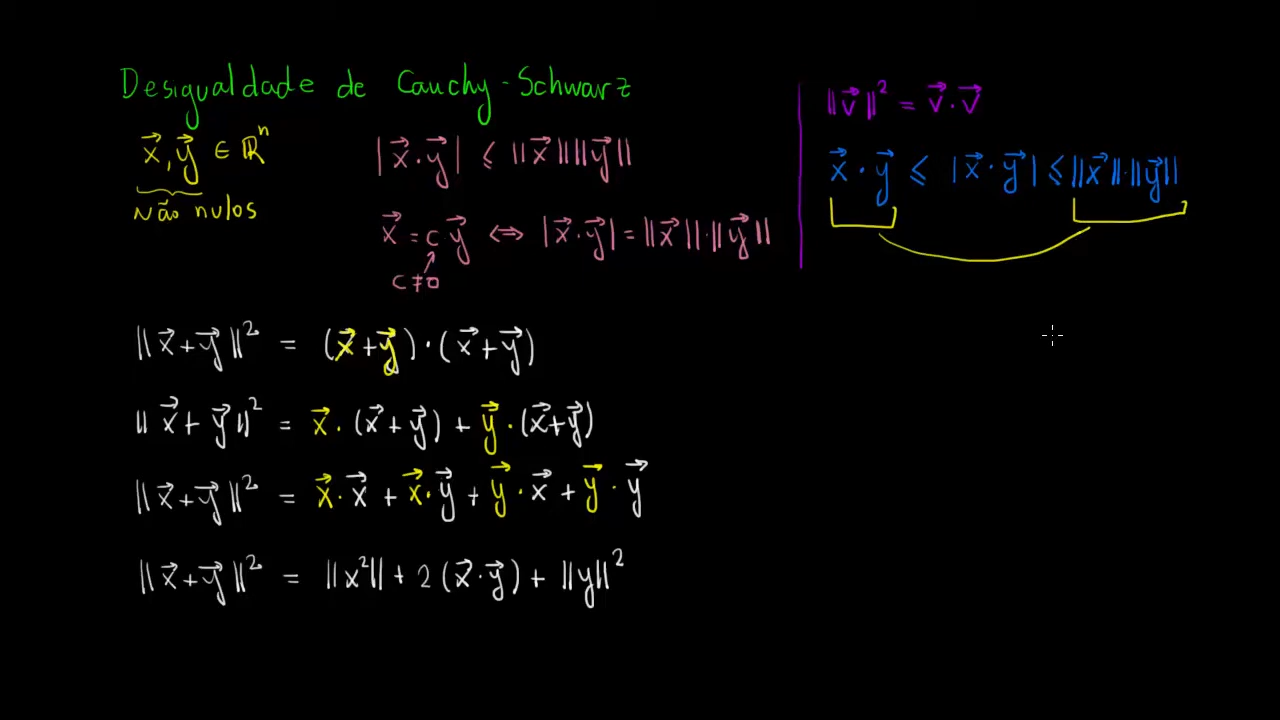 Desigualdade de Cauchy-Schwarz
x⃗, y⃗ ∈ ℝⁿ
Não nulos
|x⃗·y⃗| ≤ ||x⃗|| ||y⃗||
x⃗ = c y⃗ ⇔ |x⃗·y⃗| = ||x⃗||·||y⃗||
c ≠ 0
||v⃗||² = v⃗·v⃗
x⃗·y⃗ ≤ |x⃗·y⃗| ≤ ||x⃗||·||y⃗||
||x⃗+y⃗||² = (x⃗+y⃗)·(x⃗+y⃗)
||x⃗+y⃗||² = x⃗·(x⃗+y⃗) + y⃗·(x⃗+y⃗)
||x⃗+y⃗||² = x⃗·x⃗ + x⃗·y⃗ + y⃗·x⃗ + y⃗·y⃗
||x⃗+y⃗||² = ||x²|| + 2(x⃗·y⃗) + ||y||²